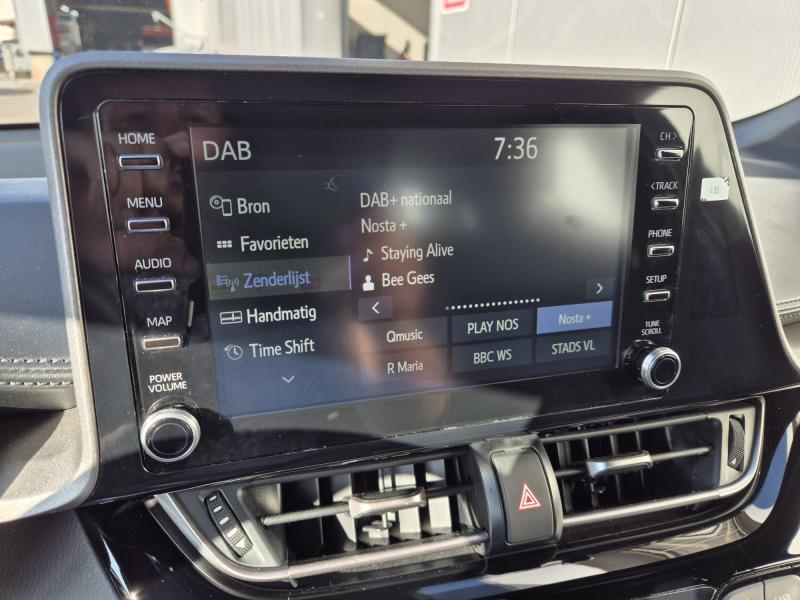 HOME
MENU
AUDIO
MAP
POWER
VOLUME
DAB 7:36
Bron
Favorieten
Zenderlijst
Handmatig
Time Shift
DAB+ nationaal
Nosta +
Staying Alive
Bee Gees
< >
Qmusic PLAY NOS Nosta +
R Maria BBC WS STADS VL
CH >
< TRACK
PHONE
SETUP
TUNE
SCROLL
LB